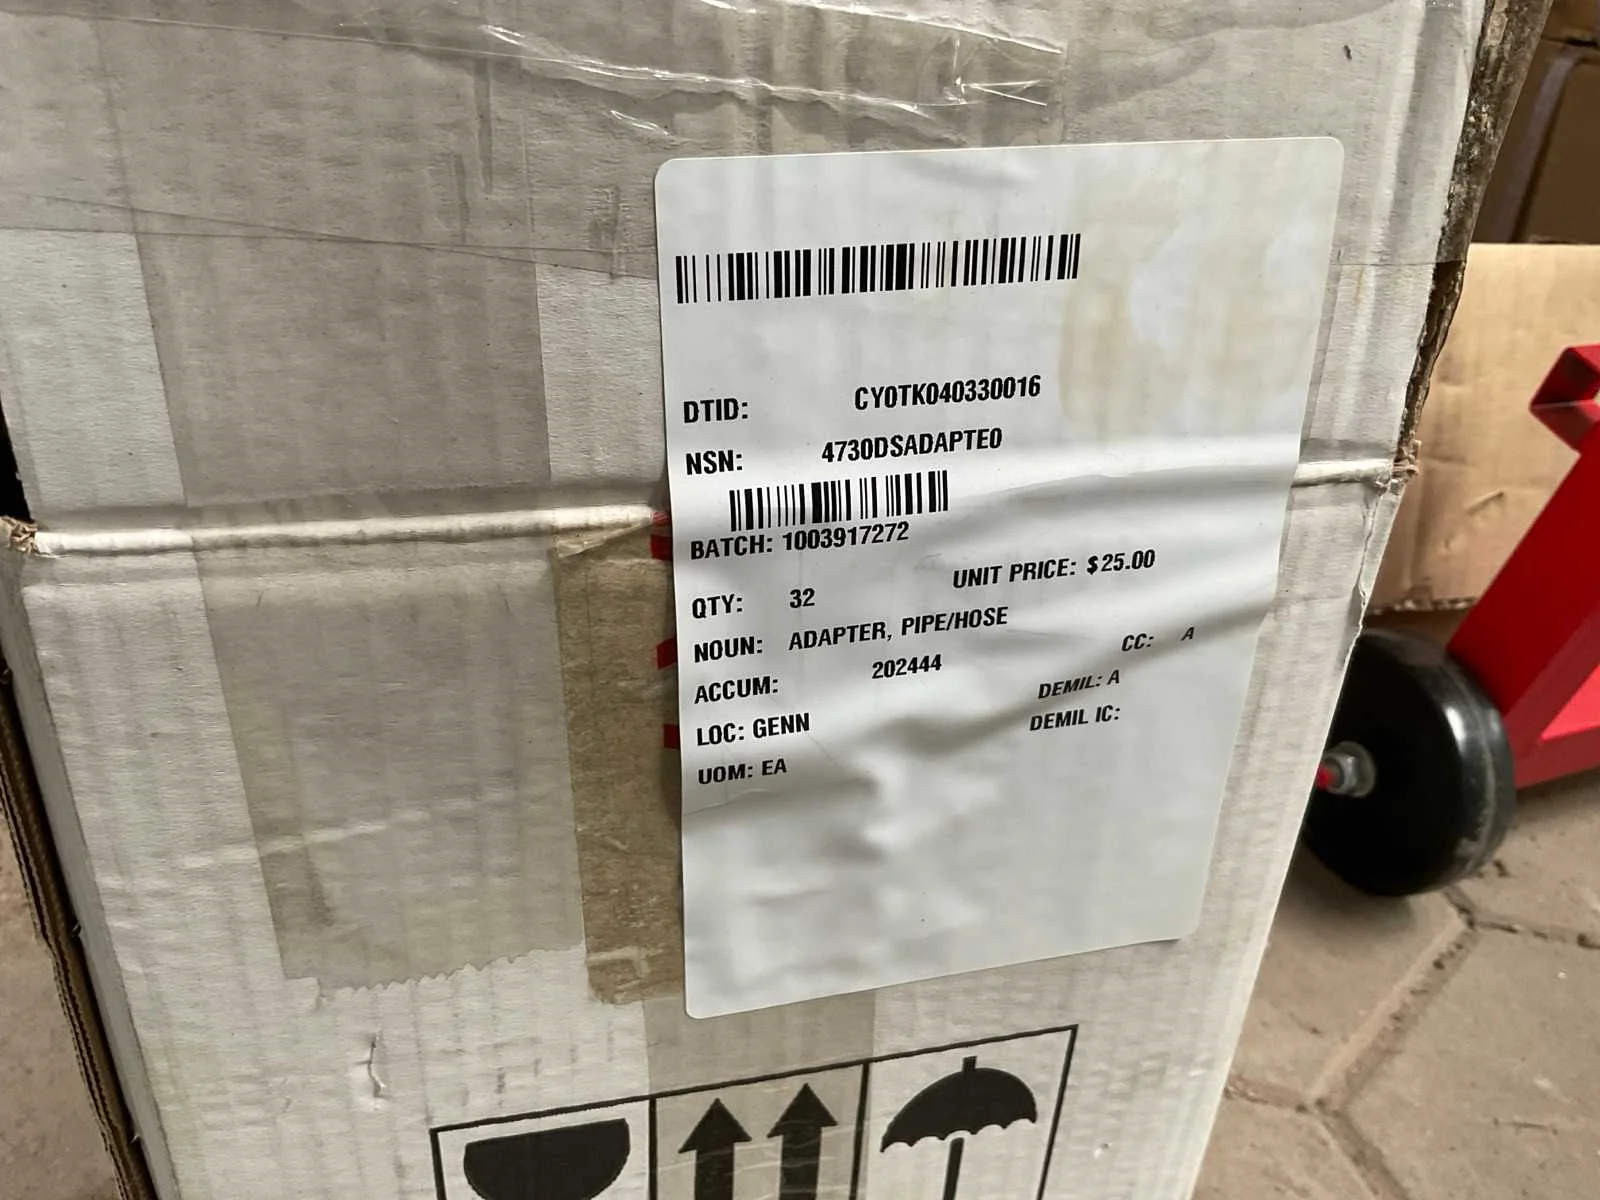 DTID: CY0TK040330016
NSN: 4730DSADAPTE0
BATCH: 1003917272
QTY: 32 UNIT PRICE: $25.00
NOUN: ADAPTER, PIPE/HOSE
ACCUM: 202444 CC: A
LOC: GENN DEMIL: A
UOM: EA DEMIL IC: